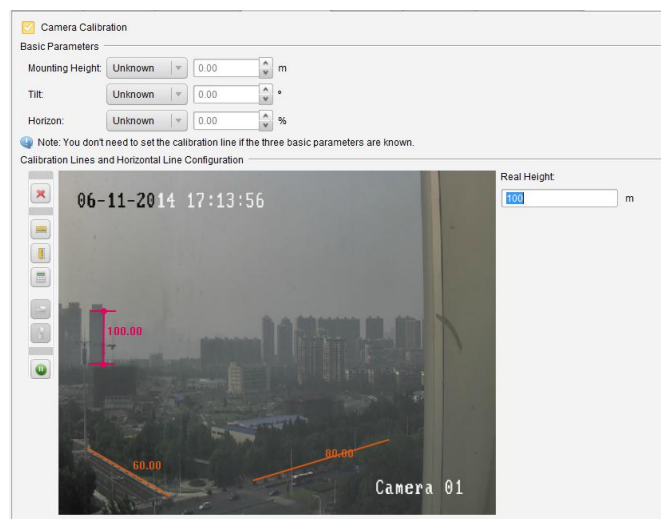 Camera Calibration
Basic Parameters
Mounting Height: Unknown 0.00 m
Tilt: Unknown 0.00 °
Horizon: Unknown 0.00 %
Note: You don't need to set the calibration line if the three basic parameters are known.
Calibration Lines and Horizontal Line Configuration
Real Height:
100 m
06-11-2014 17:13:56
100.00
60.00
80.00
Camera 01